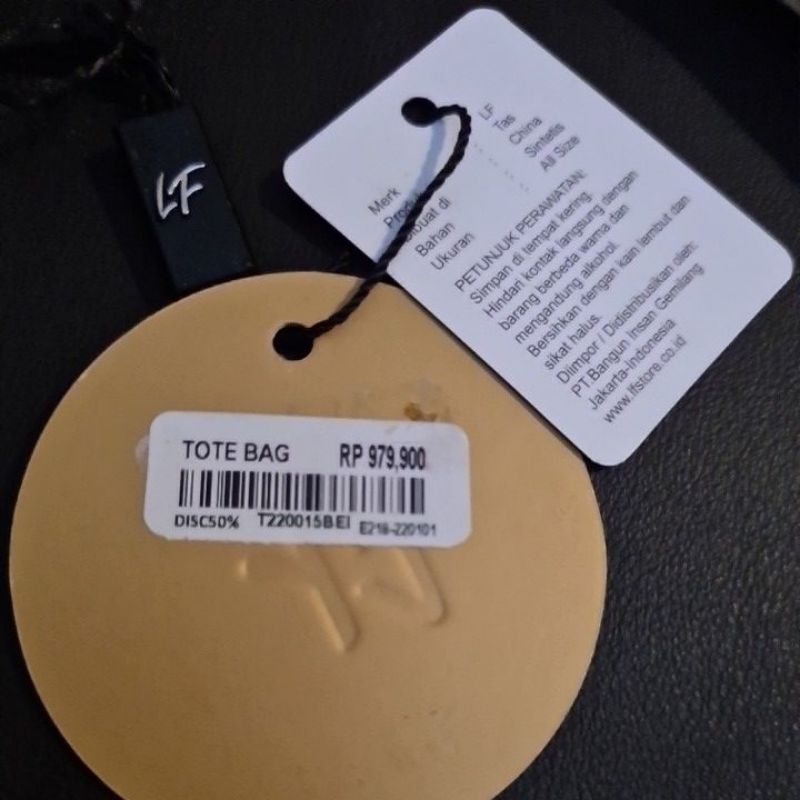 LF
Merk LF
Produk Tas
Dibuat di China
Bahan Sintetis
Ukuran All Size
PETUNJUK PERAWATAN:
Simpan di tempat kering.
Hindari kontak langsung dengan
barang berbeda warna dan
mengandung alkohol.
Bersihkan dengan kain lembut dan
sikat halus.
Diimpor / Didistribusikan oleh:
PT.Bangun Insan Gemilang
Jakarta-Indonesia
www.lfstore.co.id
TOTE BAG RP 979,900
DISC50% T220015BEI E218-220101